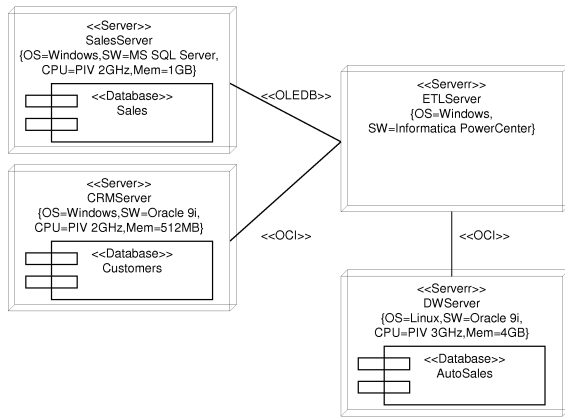 <<Server>>
SalesServer
{OS=Windows,SW=MS SQL Server,
CPU=PIV 2GHz,Mem=1GB}
<<Database>>
Sales
<<OLEDB>>
<<Serverr>>
ETLServer
{OS=Windows,
SW=Informatica PowerCenter}
<<Server>>
CRMServer
{OS=Windows,SW=Oracle 9i,
CPU=PIV 2GHz,Mem=512MB}
<<Database>>
Customers
<<OCI>>
<<OCI>>
<<Serverr>>
DWServer
{OS=Linux,SW=Oracle 9i,
CPU=PIV 3GHz,Mem=4GB}
<<Database>>
AutoSales